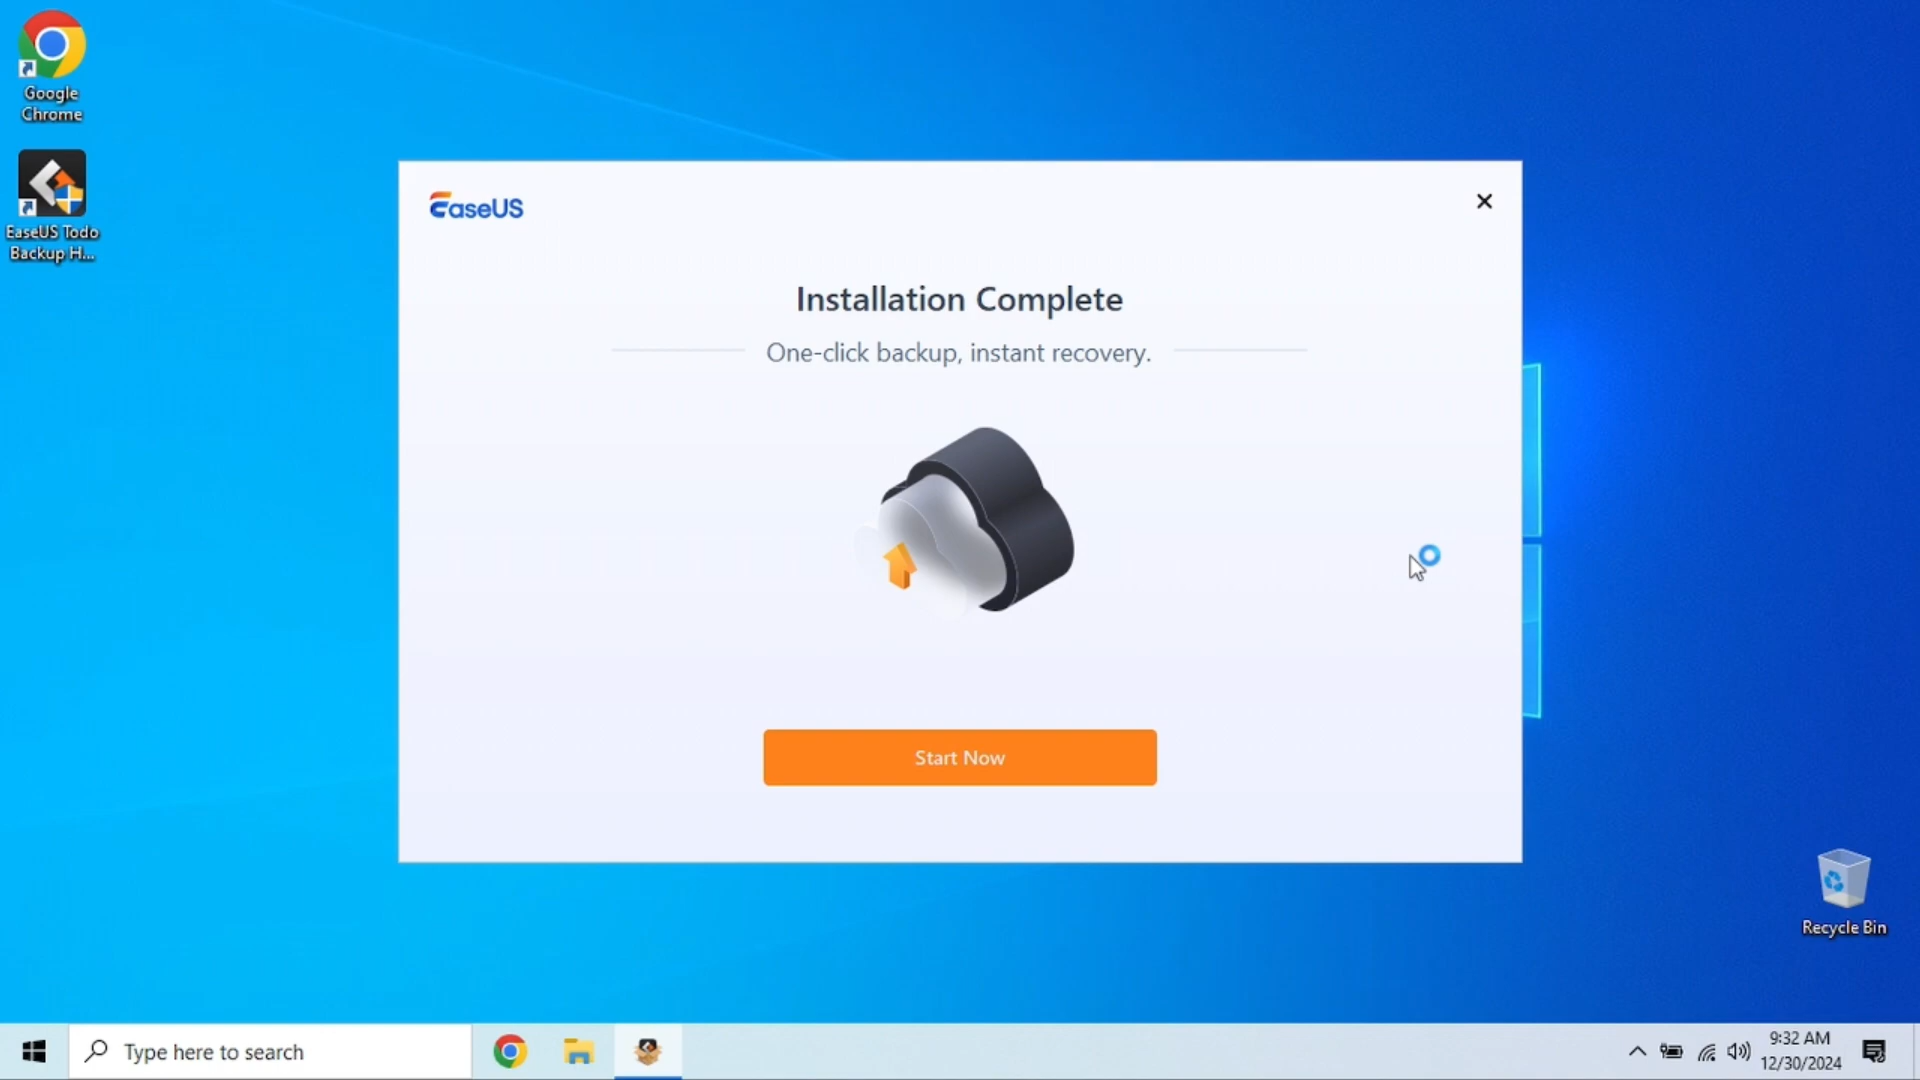 Google
Chrome
EaseUS Todo
Backup H...
EaseUS
Installation Complete
One-click backup, instant recovery.
Start Now
Recycle Bin
Type here to search
9:32 AM
12/30/2024